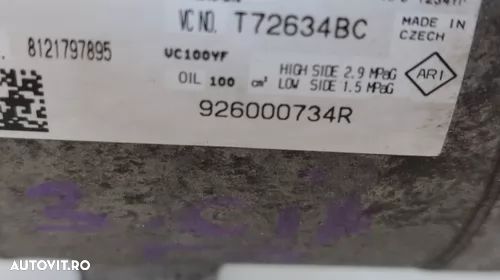 VC NO. T72634BC
MADE IN
CZECH
8121797895
VC100YF
OIL 100 cm³
HIGH SIDE 2.9 MPaG
LOW SIDE 1.5 MPaG
ARI
926000734R
AUTOVIT.RO